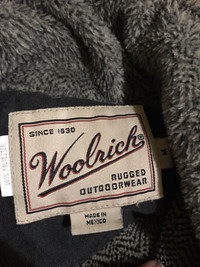 SINCE 1830
Woolrich
RUGGED
OUTDOORWEAR
MADE IN
MEXICO
M